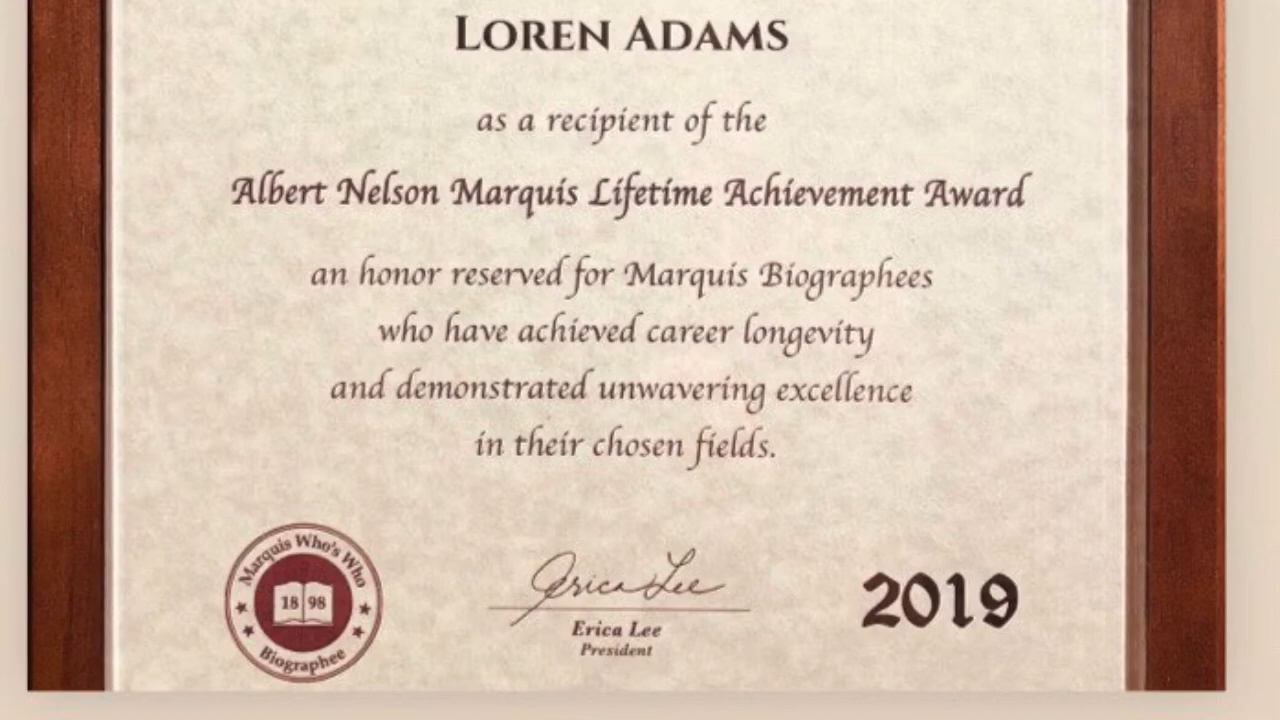 LOREN ADAMS
as a recipient of the
Albert Nelson Marquis Lifetime Achievement Award
an honor reserved for Marquis Biographees
who have achieved career longevity
and demonstrated unwavering excellence
in their chosen fields.
Marquis Who's Who
18 98
Biographee
Erica Lee
Erica Lee
President
2019